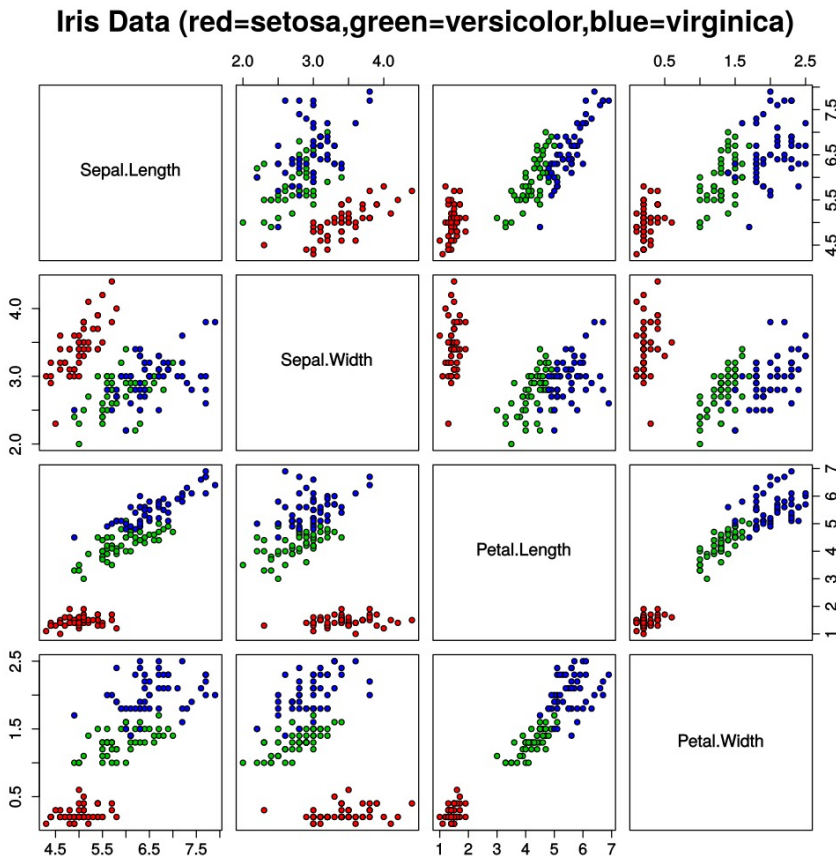 Iris Data (red=setosa,green=versicolor,blue=virginica)
2.0 3.0 4.0
0.5 1.5 2.5
Sepal.Length
4.5 5.5 6.5 7.5
2.0 3.0 4.0
Sepal.Width
Petal.Length
1 2 3 4 5 6 7
0.5 1.5 2.5
Petal.Width
4.5 5.5 6.5 7.5
1 2 3 4 5 6 7